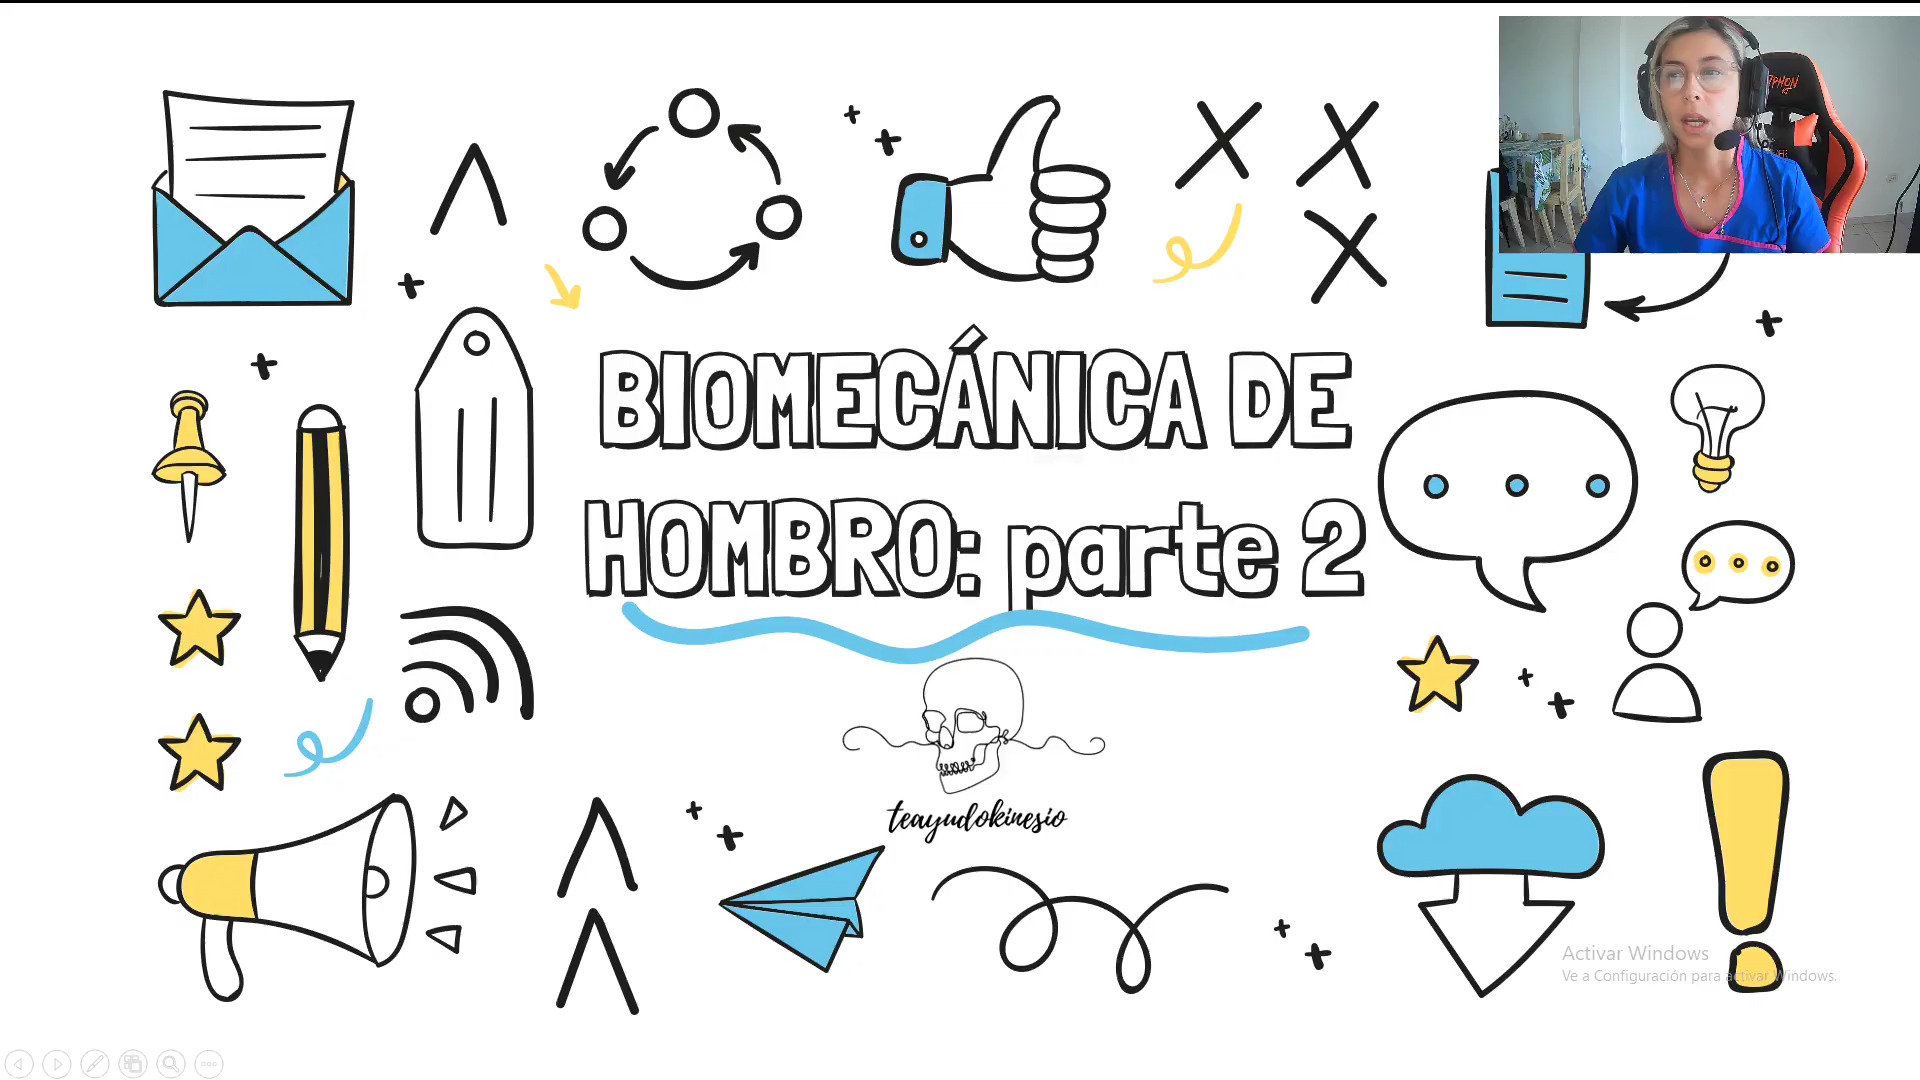 BIOMECÁNICA DE
HOMBRO: parte 2
teayudokinesio
Activar Windows
Ve a Configuración para activar Windows.